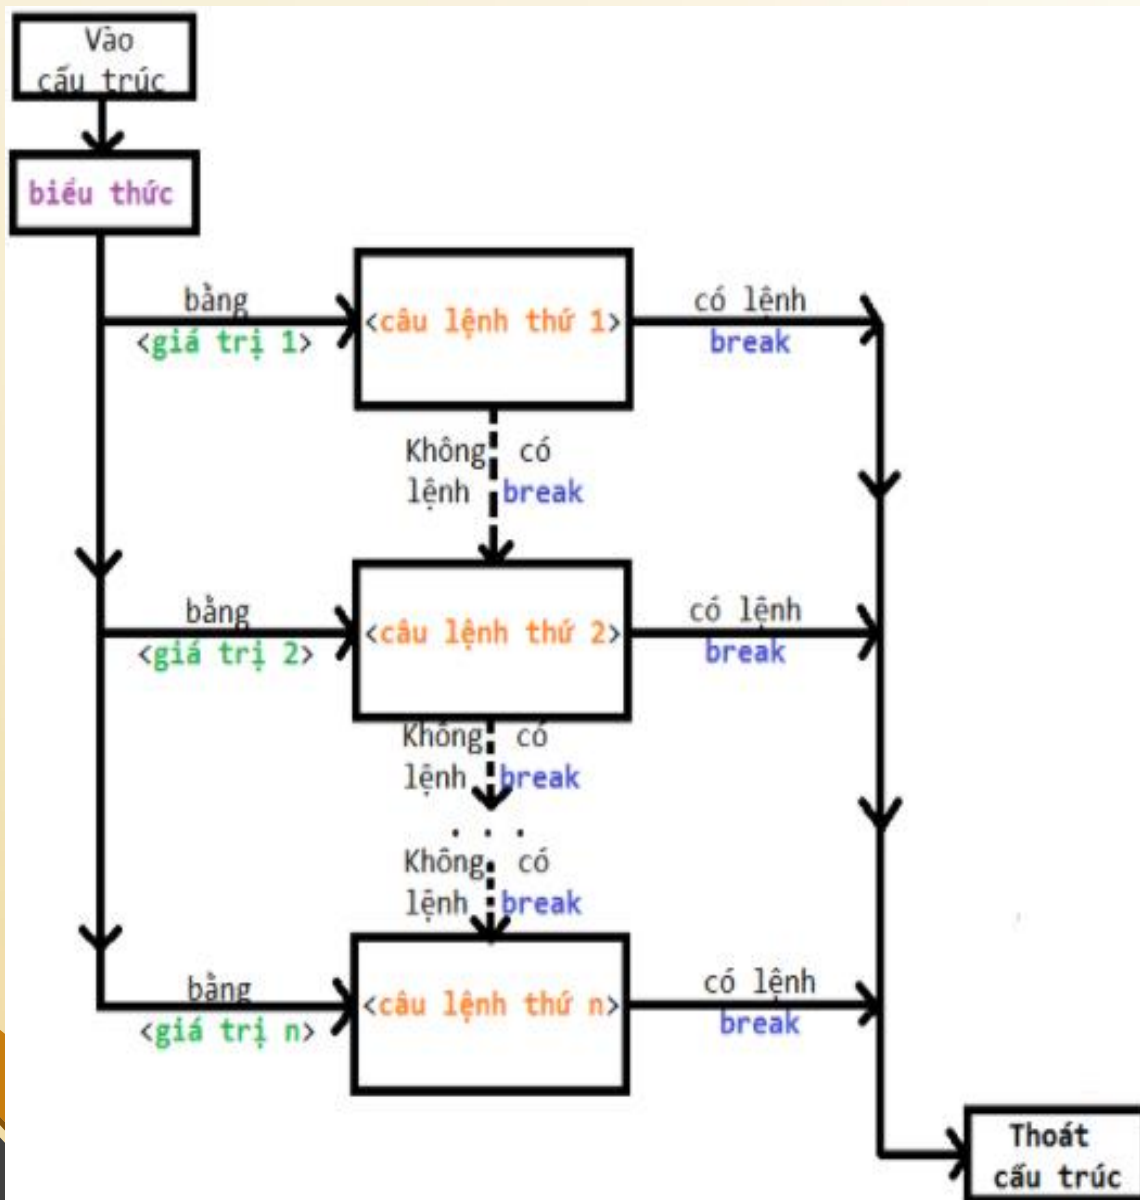 Vào
cấu trúc
biểu thức
bằng
<giá trị 1>
<câu lệnh thứ 1>
có lệnh
break
Không có
lệnh break
bằng
<giá trị 2>
<câu lệnh thứ 2>
có lệnh
break
Không có
lệnh break
. . .
Không có
lệnh break
bằng
<giá trị n>
<câu lệnh thứ n>
có lệnh
break
Thoát
cấu trúc